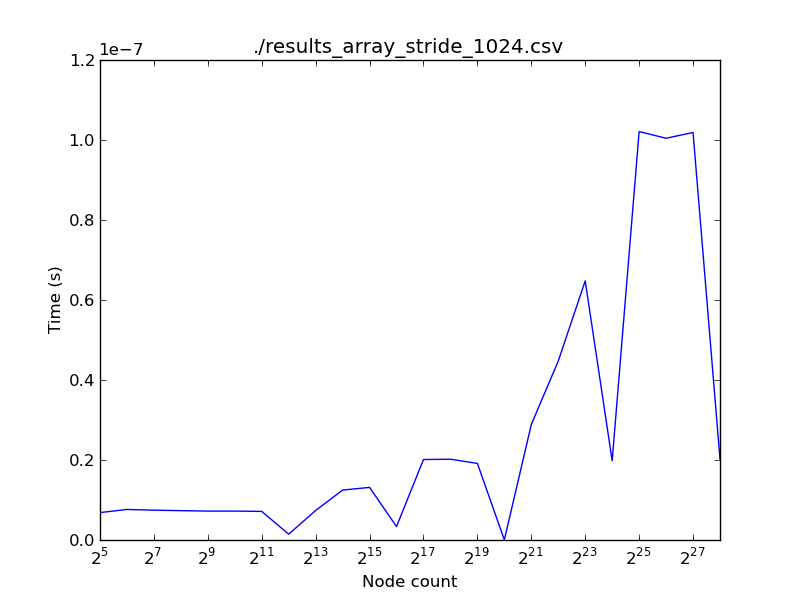 ./results_array_stride_1024.csv
1e−7
1.2
1.0
0.8
0.6
0.4
0.2
0.0
Time (s)
2^5 2^7 2^9 2^11 2^13 2^15 2^17 2^19 2^21 2^23 2^25 2^27
Node count